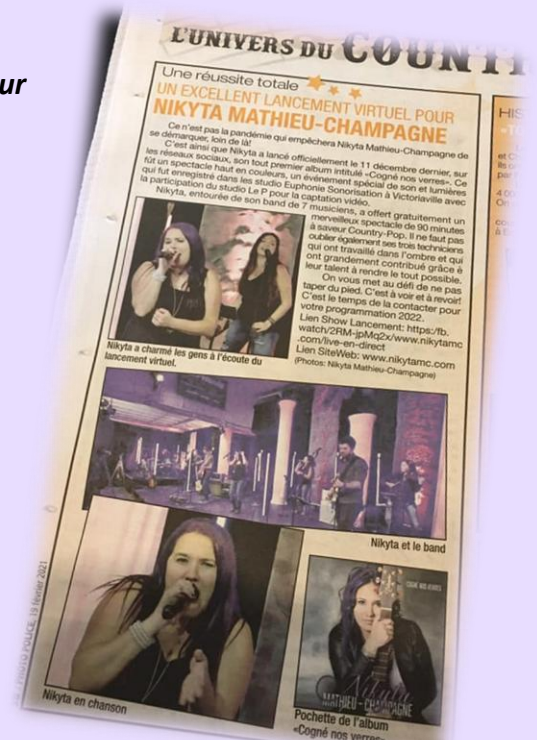 ur
L'UNIVERS DU COUNT
Une réussite totale
UN EXCELLENT LANCEMENT VIRTUEL POUR
NIKYTA MATHIEU-CHAMPAGNE
Ce n'est pas la pandémie qui empêchera Nikyta Mathieu-Champagne de
se démarquer, loin de là!
C'est ainsi que Nikyta a lancé officiellement le 11 décembre dernier, sur
les réseaux sociaux, son tout premier album intitulé «Cogné nos verres». Ce
fût un spectacle haut en couleurs, un événement spécial de son et lumières
qui fut enregistré dans les studio Euphonie Sonorisation à Victoriaville avec
la participation du studio Le P pour la captation vidéo.
Nikyta, entourée de son band de 7 musiciens, a offert gratuitement un
merveilleux spectacle de 90 minutes
à saveur Country-Pop. Il ne faut pas
oublier également ses trois techniciens
qui ont travaillé dans l'ombre et qui
ont grandement contribué grâce é
leur talent à rendre le tout possible.
On vous met au défi de ne pas
taper du pied. C'est à voir et à revoir!
C'est le temps de la contacter pour
votre programmation 2022.
Lien Show Lancement: https:/fb.
watch/2RM-jpMq2x/www.nikytamc
.com/live-en-direct
Lien SiteWeb: www.nikytamc.com
(Photos: Nikyta Mathieu-Champagne)
Nikyta a charmé les gens à l'écoute du
lancement virtuel.
Nikyta et le band
Nikyta en chanson
COGNÉ NOS VERRES
Nikyta
MATHIEU-CHAMPAGNE
Pochette de l'album
«Cogné nos verres»
PHOTO POLICE, 19 février 2021
HIS